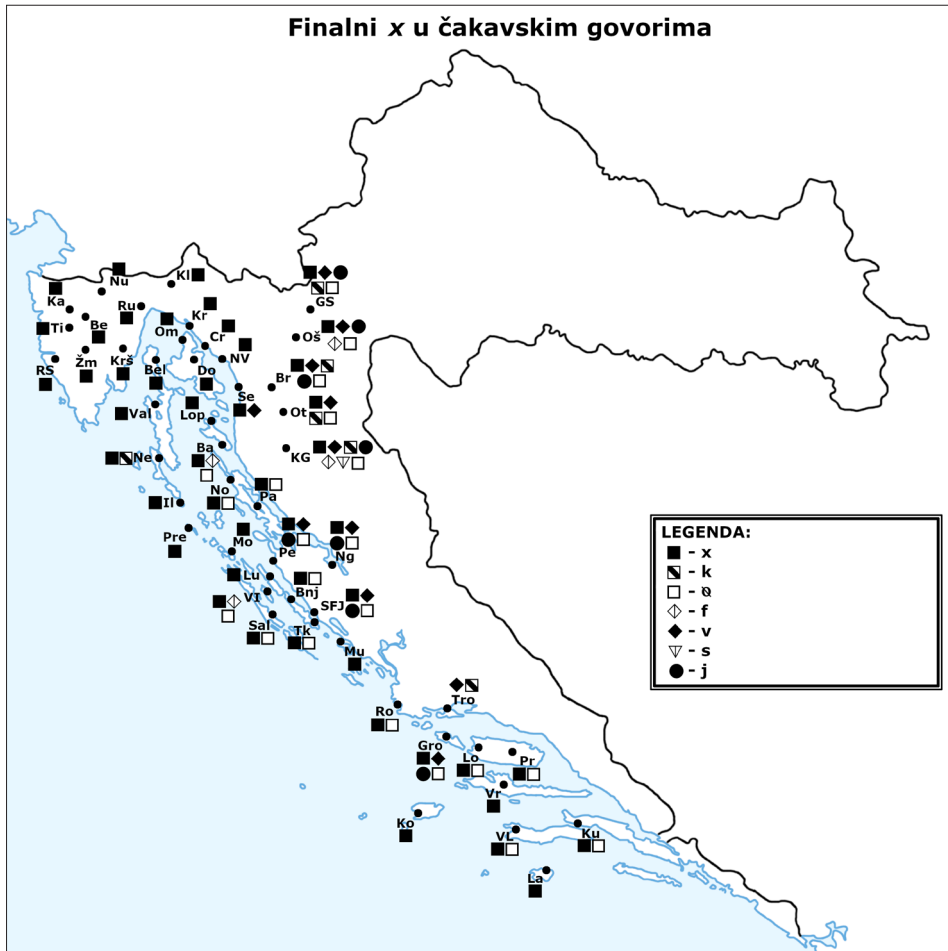 Finalni x u čakavskim govorima
Nu
Kl
Ka
GS
Ru
Kr
Ti
Be
Om
Cr
Oš
RS
Žm
Krš
Bel
Do
NV
Br
Se
Val
Lop
Ot
Ba
KG
Ne
No
Pa
Il
Pre
Mo
Pe
Ng
Lu
VI
Bnj
SFJ
Sal
Tk
Mu
Tro
Ro
Gro
Lo
Pr
Vr
Ko
VL
Ku
La
LEGENDA:
- x
- k
- f
- v
- s
- j